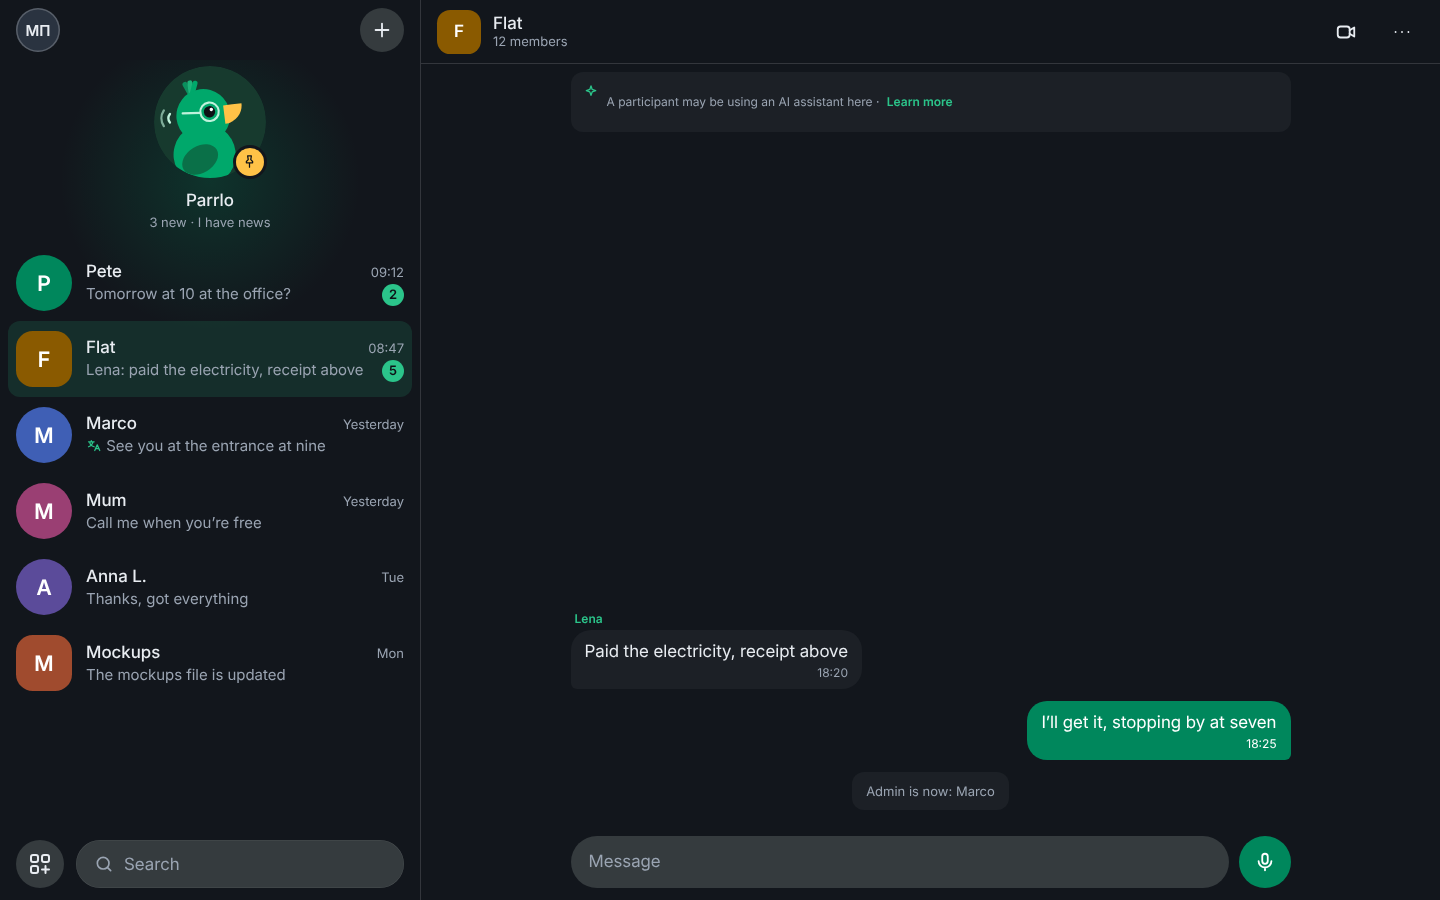 МП
Parrlo
3 new · I have news
P
Pete
09:12
Tomorrow at 10 at the office?
2
F
Flat
08:47
Lena: paid the electricity, receipt above
5
M
Marco
Yesterday
See you at the entrance at nine
M
Mum
Yesterday
Call me when you’re free
A
Anna L.
Tue
Thanks, got everything
M
Mockups
Mon
The mockups file is updated
Search
F
Flat
12 members
A participant may be using an AI assistant here · Learn more
Lena
Paid the electricity, receipt above
18:20
I’ll get it, stopping by at seven
18:25
Admin is now: Marco
Message